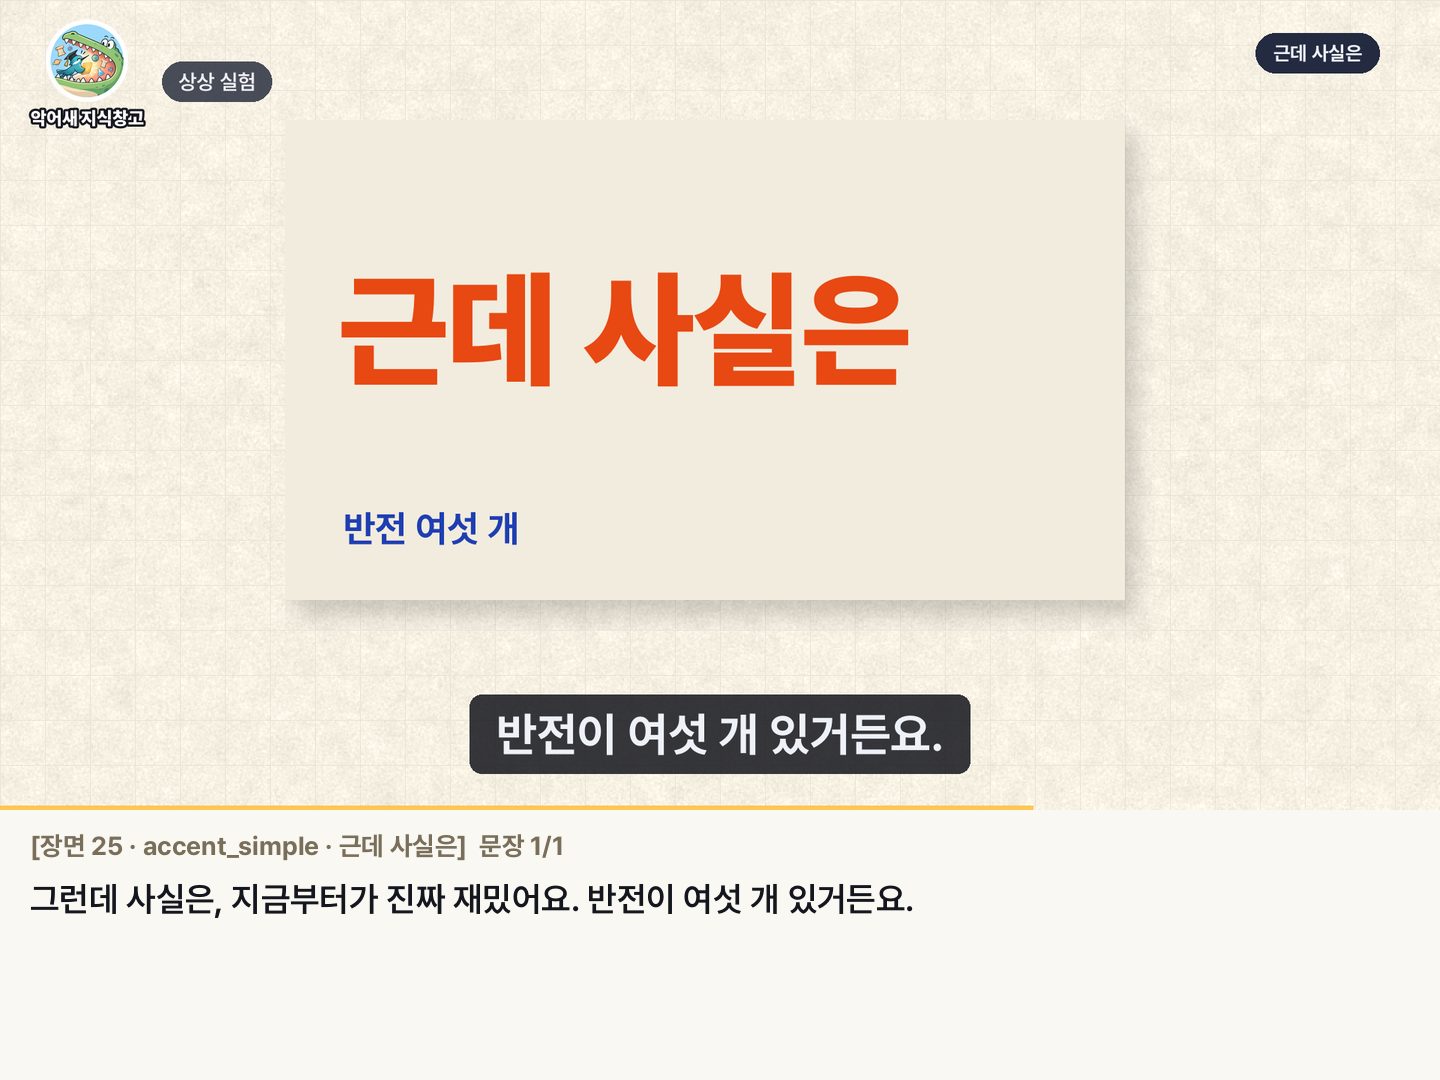 악어새 지식창고
상상 실험
근데 사실은
근데 사실은
반전 여섯 개
반전이 여섯 개 있거든요.
[장면 25 · accent_simple · 근데 사실은] 문장 1/1
그런데 사실은, 지금부터가 진짜 재밌어요. 반전이 여섯 개 있거든요.